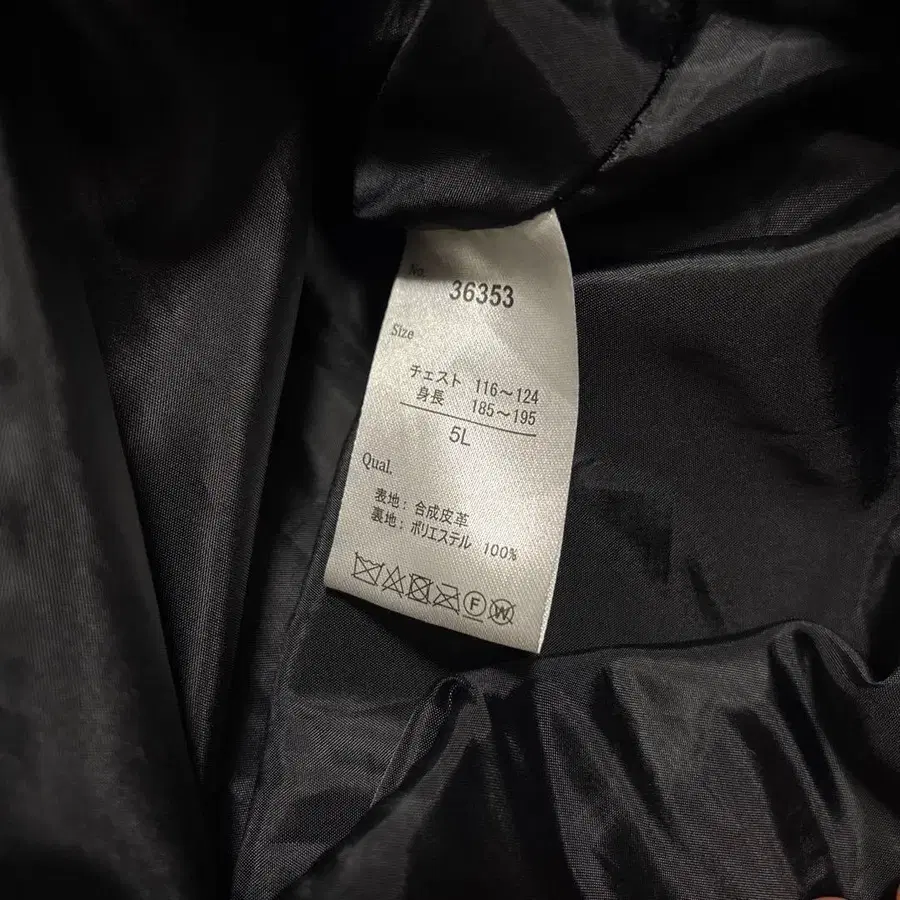 No.
36353
Size
チェスト 116～124
身長 185～195
5L
Qual.
表地：合成皮革
裏地：ポリエステル 100%
F W